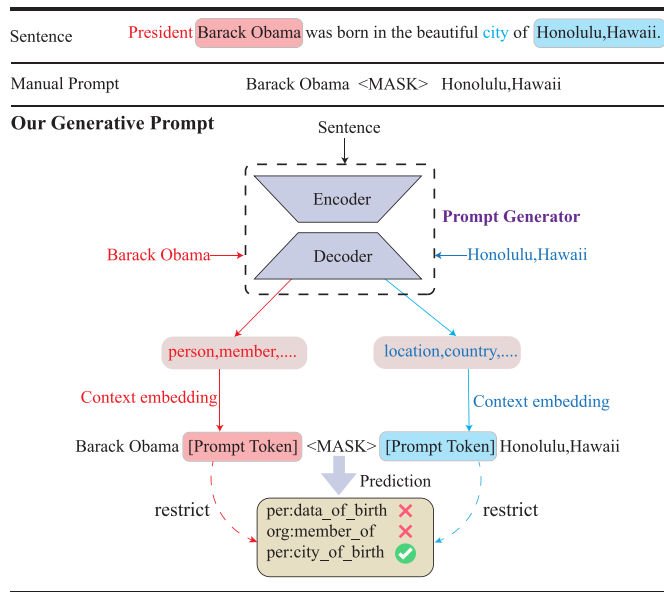 Sentence President Barack Obama was born in the beautiful city of Honolulu,Hawaii.
Manual Prompt Barack Obama <MASK> Honolulu,Hawaii
Our Generative Prompt
Sentence
Encoder
Prompt Generator
Barack Obama Decoder Honolulu,Hawaii
person,member,.... location,country,....
Context embedding Context embedding
Barack Obama [Prompt Token] <MASK> [Prompt Token] Honolulu,Hawaii
Prediction
restrict restrict
per:data_of_birth
org:member_of
per:city_of_birth